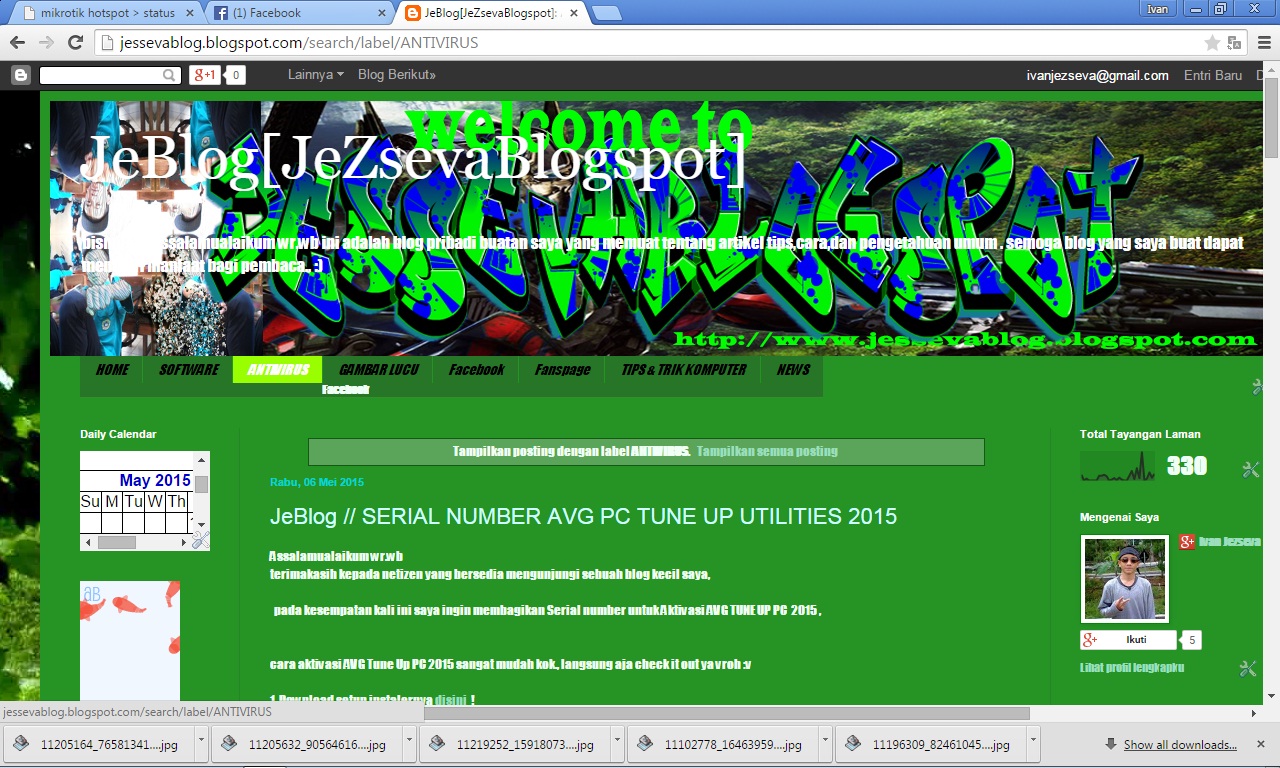 mikrotik hotspot > status
(1) Facebook
JeBlog[JeZsevaBlogspot]:
Ivan
jessevablog.blogspot.com/search/label/ANTIVIRUS
g+1 0
Lainnya
Blog Berikut»
ivanjezseva@gmail.com
Entri Baru
D
welcome to
JeBlog[JeZsevaBlogspot]
JESSEVABLOGSPOT
assalamualaikum wr.wb ini adalah blog pribadi buatan saya yang memuat tentang artikel tips,cara,dan pengetahuan umum . semoga blog yang saya buat dapat
manfaat bagi pembaca.. :)
http://www.jessevablog.blogspot.com
HOME
SOFTWARE
ANTIVIRUS
GAMBAR LUCU
Facebook
Fanspage
TIPS & TRIK KOMPUTER
NEWS
Facebook
Daily Calendar
May 2015
Su M Tu W Th
AB
Tampilkan posting dengan label ANTIVIRUS. Tampilkan semua posting
Rabu, 06 Mei 2015
JeBlog // SERIAL NUMBER AVG PC TUNE UP UTILITIES 2015
Assalamualaikum wr.wb
terimakasih kepada netizen yang bersedia mengunjungi sebuah blog kecil saya,
pada kesempatan kali ini saya ingin membagikan Serial number untuk Aktivasi AVG TUNE UP PC 2015 ,
cara aktivasi AVG Tune Up PC 2015 sangat mudah kok., langsung aja check it out ya vroh :v
1.Download setup instalernya disini !
Total Tayangan Laman
330
Mengenai Saya
g+ Ivan Jezseva
g+ Ikuti 5
Lihat profil lengkapku
jessevablog.blogspot.com/search/label/ANTIVIRUS
11205164_76581341....jpg
11205632_90564616....jpg
11219252_15918073....jpg
11102778_16463959....jpg
11196309_82461045....jpg
Show all downloads...